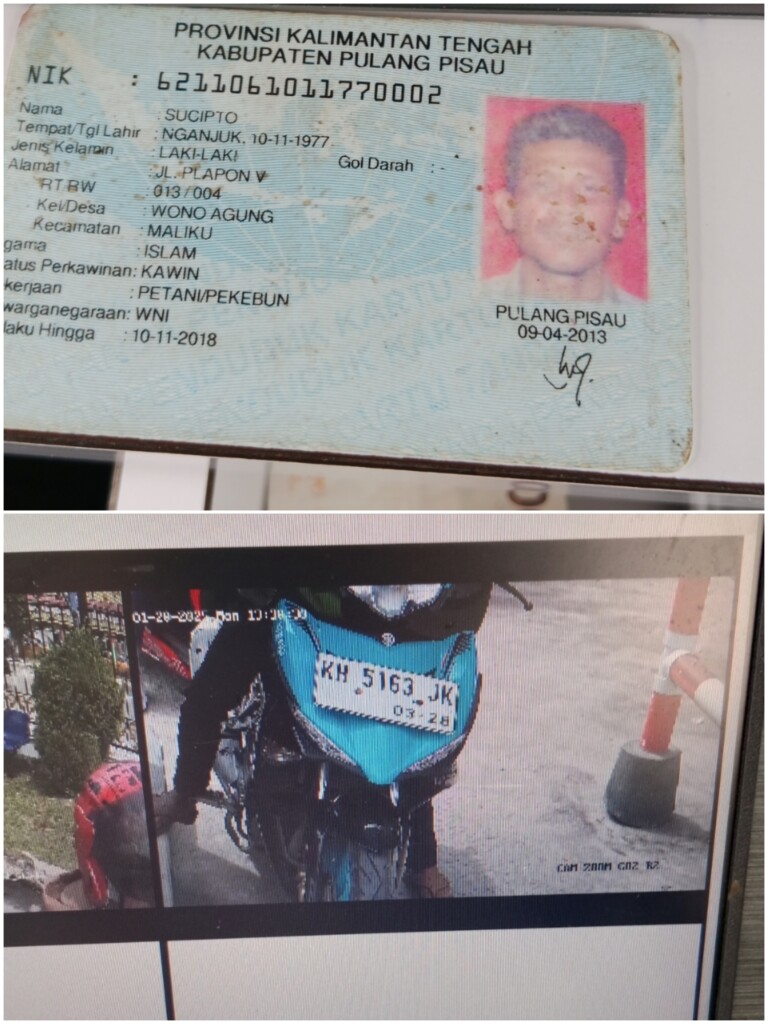 PROVINSI KALIMANTAN TENGAH
KABUPATEN PULANG PISAU
NIK : 6211061011770002
Nama : SUCIPTO
Tempat/Tgl Lahir : NGANJUK, 10-11-1977
Jenis Kelamin : LAKI-LAKI Gol Darah : -
Alamat : JL. PLAPON V
RT RW : 013 / 004
Kel/Desa : WONO AGUNG
Kecamatan : MALIKU
gama : ISLAM
atus Perkawinan: KAWIN
kerjaan : PETANI/PEKEBUN
warganegaraan: WNI
laku Hingga : 10-11-2018
PULANG PISAU
09-04-2013
Mon
KH 5163 JK
03-28
CAM